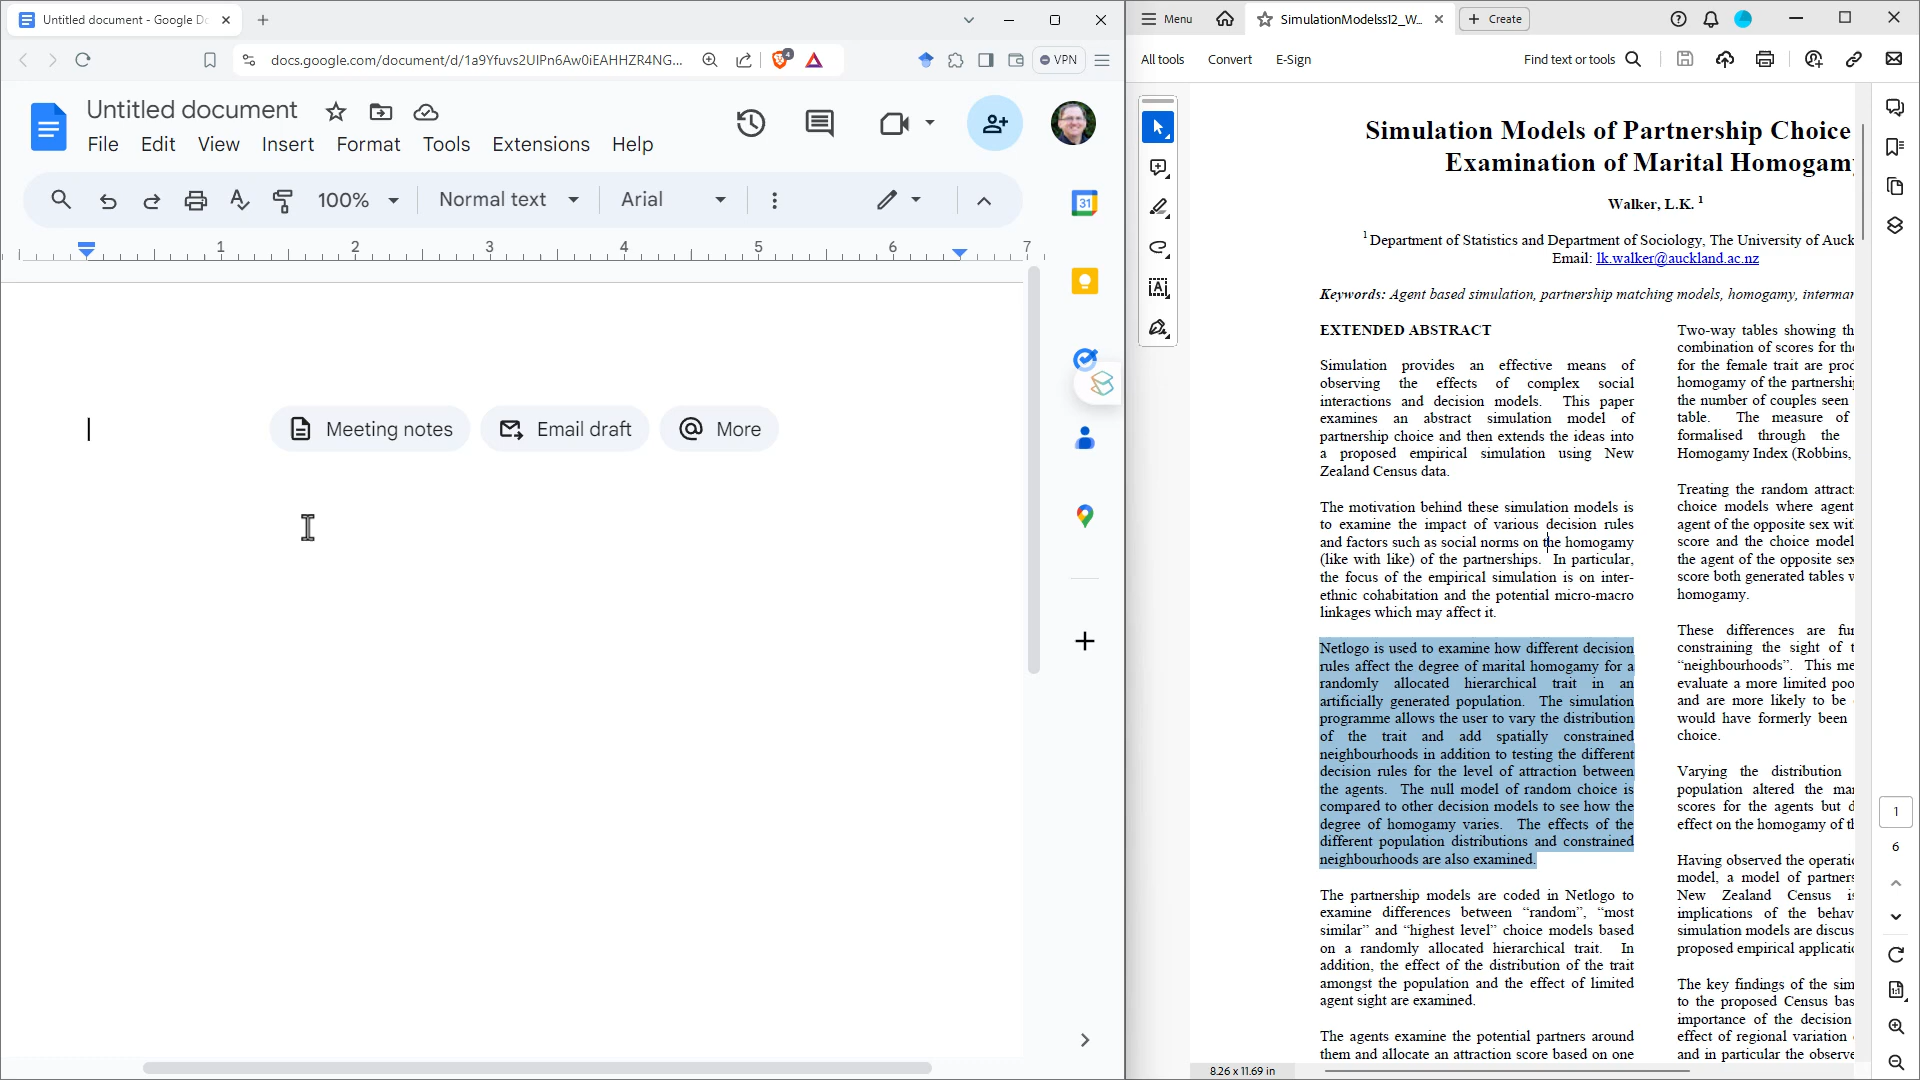 Untitled document - Google Dc
docs.google.com/document/d/1a9Yfuvs2UIPn6Aw0iEAHHZR4NG...
4
VPN
Untitled document
File Edit View Insert Format Tools Extensions Help
100% Normal text Arial
31
1 2 3 4 5 6 7
Meeting notes
Email draft
More
Menu
SimulationModelss12_W...
Create
All tools Convert E-Sign
Find text or tools
Simulation Models of Partnership Choice
Examination of Marital Homogamy
Walker, L.K. 1
1 Department of Statistics and Department of Sociology, The University of Auck
Email: lk.walker@auckland.ac.nz
Keywords: Agent based simulation, partnership matching models, homogamy, intermar
EXTENDED ABSTRACT
Simulation provides an effective means of
observing the effects of complex social
interactions and decision models. This paper
examines an abstract simulation model of
partnership choice and then extends the ideas into
a proposed empirical simulation using New
Zealand Census data.
The motivation behind these simulation models is
to examine the impact of various decision rules
and factors such as social norms on the homogamy
(like with like) of the partnerships. In particular,
the focus of the empirical simulation is on inter-
ethnic cohabitation and the potential micro-macro
linkages which may affect it.
Netlogo is used to examine how different decision
rules affect the degree of marital homogamy for a
randomly allocated hierarchical trait in an
artificially generated population. The simulation
programme allows the user to vary the distribution
of the trait and add spatially constrained
neighbourhoods in addition to testing the different
decision rules for the level of attraction between
the agents. The null model of random choice is
compared to other decision models to see how the
degree of homogamy varies. The effects of the
different population distributions and constrained
neighbourhoods are also examined.
The partnership models are coded in Netlogo to
examine differences between “random”, “most
similar” and “highest level” choice models based
on a randomly allocated hierarchical trait. In
addition, the effect of the distribution of the trait
amongst the population and the effect of limited
agent sight are examined.
The agents examine the potential partners around
them and allocate an attraction score based on one
Two-way tables showing th
combination of scores for the
for the female trait are prod
homogamy of the partnership
the number of couples seen
table. The measure of
formalised through the
Homogamy Index (Robbins,
Treating the random attract
choice models where agent
agent of the opposite sex wit
score and the choice model
the agent of the opposite sex
score both generated tables w
homogamy.
These differences are fur
constraining the sight of t
“neighbourhoods”. This me
evaluate a more limited poo
and are more likely to be
would have formerly been
choice.
Varying the distribution
population altered the mar
scores for the agents but d
effect on the homogamy of th
Having observed the operatio
model, a model of partners
New Zealand Census is
implications of the behav
simulation models are discus
proposed empirical applicatio
The key findings of the sim
to the proposed Census bas
importance of the decision
effect of regional variation
and in particular the observe
1
6
8.26 x 11.69 in